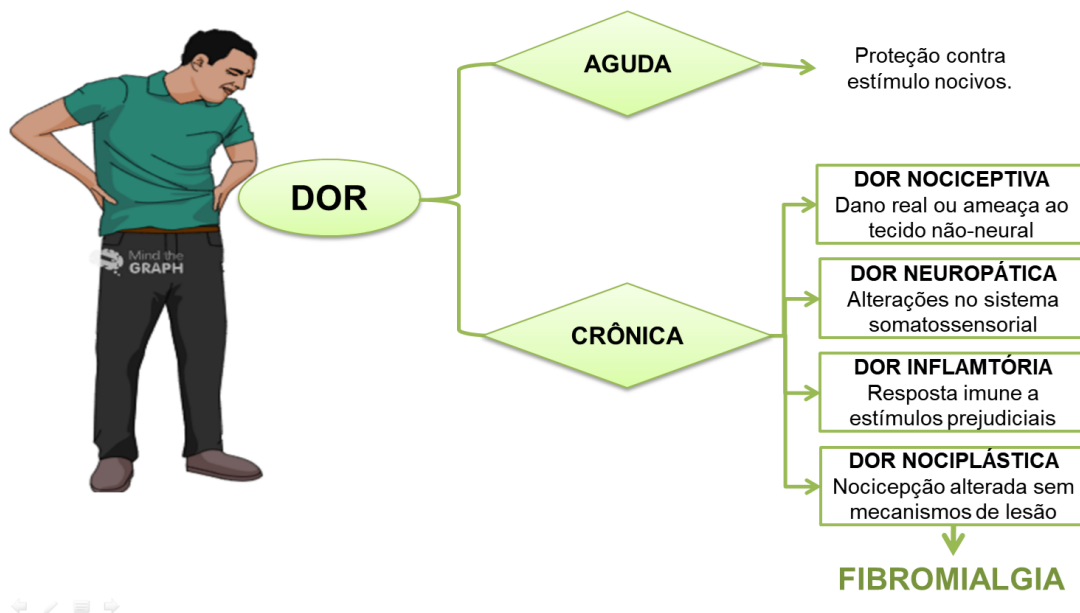 AGUDA
Proteção contra
estímulo nocivos.
DOR
Mind the
GRAPH
CRÔNICA
DOR NOCICEPTIVA
Dano real ou ameaça ao
tecido não-neural
DOR NEUROPÁTICA
Alterações no sistema
somatossensorial
DOR INFLAMTÓRIA
Resposta imune a
estímulos prejudiciais
DOR NOCIPLÁSTICA
Nocicepção alterada sem
mecanismos de lesão
FIBROMIALGIA